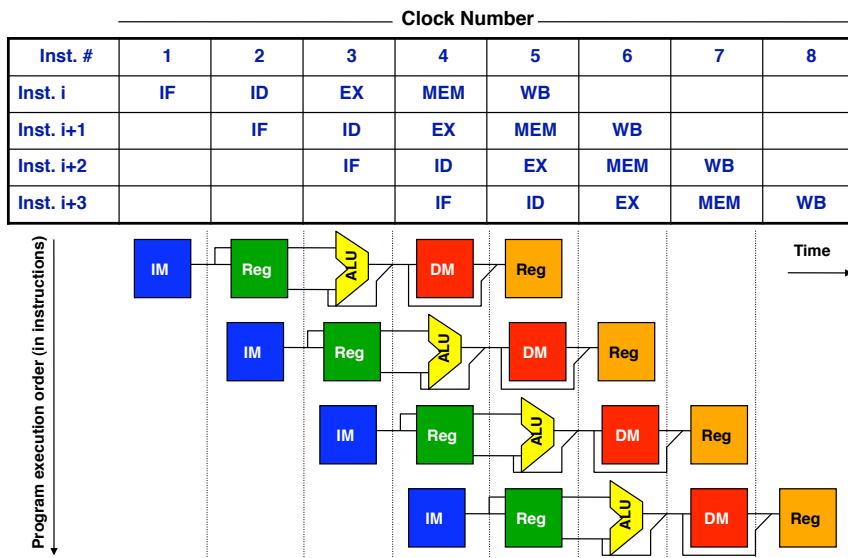 Clock Number
Inst. # 1 2 3 4 5 6 7 8
Inst. i IF ID EX MEM WB
Inst. i+1 IF ID EX MEM WB
Inst. i+2 IF ID EX MEM WB
Inst. i+3 IF ID EX MEM WB
Program execution order (in instructions)
Time
IM Reg ALU DM Reg
IM Reg ALU DM Reg
IM Reg ALU DM Reg
IM Reg ALU DM Reg